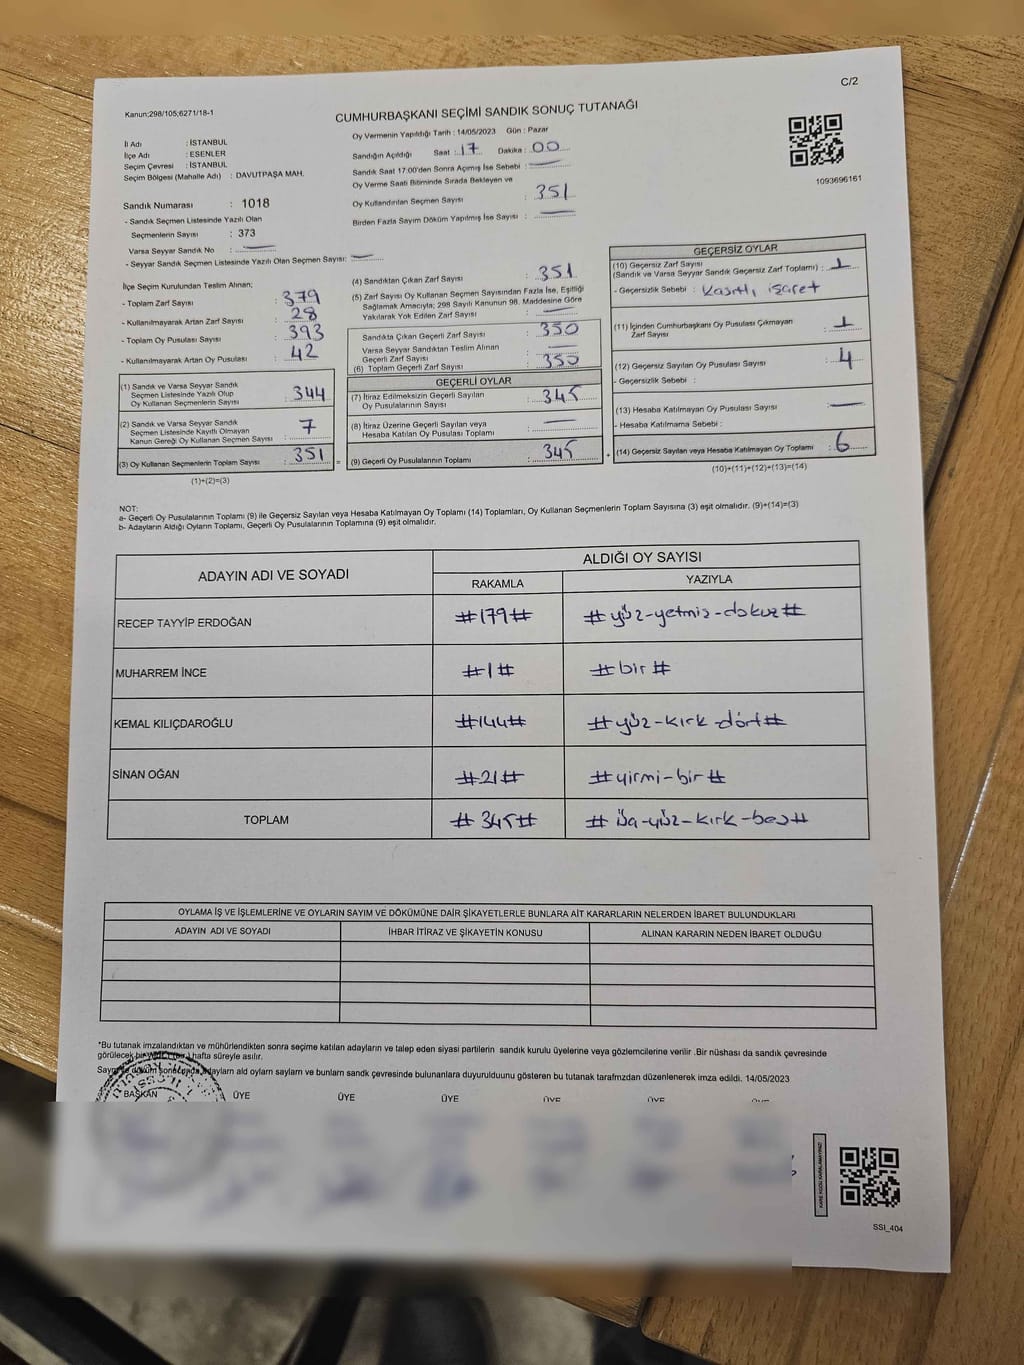 C/2
Kanun;298/105;6271/18-1
CUMHURBAŞKANI SEÇİMİ SANDIK SONUÇ TUTANAĞI
İl Adı : İSTANBUL
İlçe Adı : ESENLER
Seçim Çevresi : İSTANBUL
Seçim Bölgesi (Mahalle Adı) : DAVUTPAŞA MAH.
Sandık Numarası : 1018
- Sandık Seçmen Listesinde Yazılı Olan
Seçmenlerin Sayısı : 373
Varsa Seyyar Sandık No :
- Seyyar Sandık Seçmen Listesinde Yazılı Olan Seçmen Sayısı:
Oy Vermenin Yapıldığı Tarih : 14/05/2023 Gün : Pazar
Sandığın Açıldığı Saat : 17 Dakika : 00
Sandık Saat 17:00'den Sonra Açımış İse Sebebi :
Oy Verme Saati Bitiminde Sırada Bekleyen ve
Oy Kullandırılan Seçmen Sayısı : 351
Birden Fazla Sayım Döküm Yapılmış İse Sayısı :
1093696161
İlçe Seçim Kurulundan Teslim Alınan;
- Toplam Zarf Sayısı : 379
- Kullanılmayarak Artan Zarf Sayısı : 28
- Toplam Oy Pusulası Sayısı : 393
- Kullanılmayarak Artan Oy Pusulası : 42
(1) Sandık ve Varsa Seyyar Sandık
Seçmen Listesinde Yazılı Olup
Oy Kullanan Seçmenlerin Sayısı : 344
(2) Sandık ve Varsa Seyyar Sandık
Seçmen Listesinde Kayıtlı Olmayan
Kanun Gereği Oy Kullanan Seçmen Sayısı : 7
(3) Oy Kullanan Seçmenlerin Toplam Sayısı : 351
(1)+(2)=(3)
(4) Sandıktan Çıkan Zarf Sayısı : 351
(5) Zarf Sayısı Oy Kullanan Seçmen Sayısından Fazla İse, Eşitliği
Sağlamak Amacıyla; 298 Sayılı Kanunun 98. Maddesine Göre
Yakılarak Yok Edilen Zarf Sayısı :
Sandıkta Çıkan Geçerli Zarf Sayısı : 350
Varsa Seyyar Sandıktan Teslim Alınan
Geçerli Zarf Sayısı :
(6) Toplam Geçerli Zarf Sayısı : 350
GEÇERLİ OYLAR
(7) İtiraz Edilmeksizin Geçerli Sayılan
Oy Pusulalarının Sayısı : 345
(8) İtiraz Üzerine Geçerli Sayılan veya
Hesaba Katılan Oy Pusulası Toplamı :
= (9) Geçerli Oy Pusulalarının Toplamı : 345 +
GEÇERSİZ OYLAR
(10) Geçersiz Zarf Sayısı
(Sandık ve Varsa Seyyar Sandık Geçersiz Zarf Toplamı) : 1
- Geçersizlik Sebebi : Kasıtlı işaret
(11) İçinden Cumhurbaşkanı Oy Pusulası Çıkmayan
Zarf Sayısı : 1
(12) Geçersiz Sayılan Oy Pusulası Sayısı : 4
- Geçersizlik Sebebi :
(13) Hesaba Katılmayan Oy Pusulası Sayısı :
- Hesaba Katılmama Sebebi :
(14) Geçersiz Sayılan veya Hesaba Katılmayan Oy Toplamı : 6
(10)+(11)+(12)+(13)=(14)
NOT:
a- Geçerli Oy Pusulasının Toplamı (9) ile Geçersiz Sayılan veya Hesaba Katılmayan Oy Toplamı (14) Toplamları, Oy Kullanan Seçmenlerin Toplam Sayısına (3) eşit olmalıdır. (9)+(14)=(3)
b- Adayların Aldığı Oyların Toplamı, Geçerli Oy Pusulalarının Toplamına (9) eşit olmalıdır.
ADAYIN ADI VE SOYADI
ALDIĞI OY SAYISI
RAKAMLA YAZIYLA
RECEP TAYYİP ERDOĞAN #179# #yüz-yetmiş-dokuz#
MUHARREM İNCE #1# #bir#
KEMAL KILIÇDAROĞLU #144# #yüz-kırk-dört#
SİNAN OĞAN #21# #yirmi-bir#
TOPLAM #345# #üç-yüz-kırk-beş#
OYLAMA İŞ VE İŞLEMLERİNE VE OYLARIN SAYIM VE DÖKÜMÜNE DAİR ŞİKAYETLERLE BUNLARA AİT KARARLARIN NELERDEN İBARET BULUNDUKLARI
ADAYIN ADI VE SOYADI İHBAR İTİRAZ VE ŞİKAYETİN KONUSU ALINAN KARARIN NEDEN İBARET OLDUĞU
*Bu tutanak imzalandıktan ve mühürlendikten sonra seçime katılan adayların ve talep eden siyasi partilerin sandık kurulu üyelerine veya gözlemcilerine verilir .Bir nüshası da sandık çevresinde
görülecek bir hafta süreyle asılır.
adayların ald oyların sayları ve bunların sandk çevresinde bulunanlara duyurulduunu gösteren bu tutanak tarafmzdan düzenlenerek imza edildi. 14/05/2023
BAŞKAN ÜYE ÜYE ÜYE ÜYE ÜYE ÜYE
SSI_404